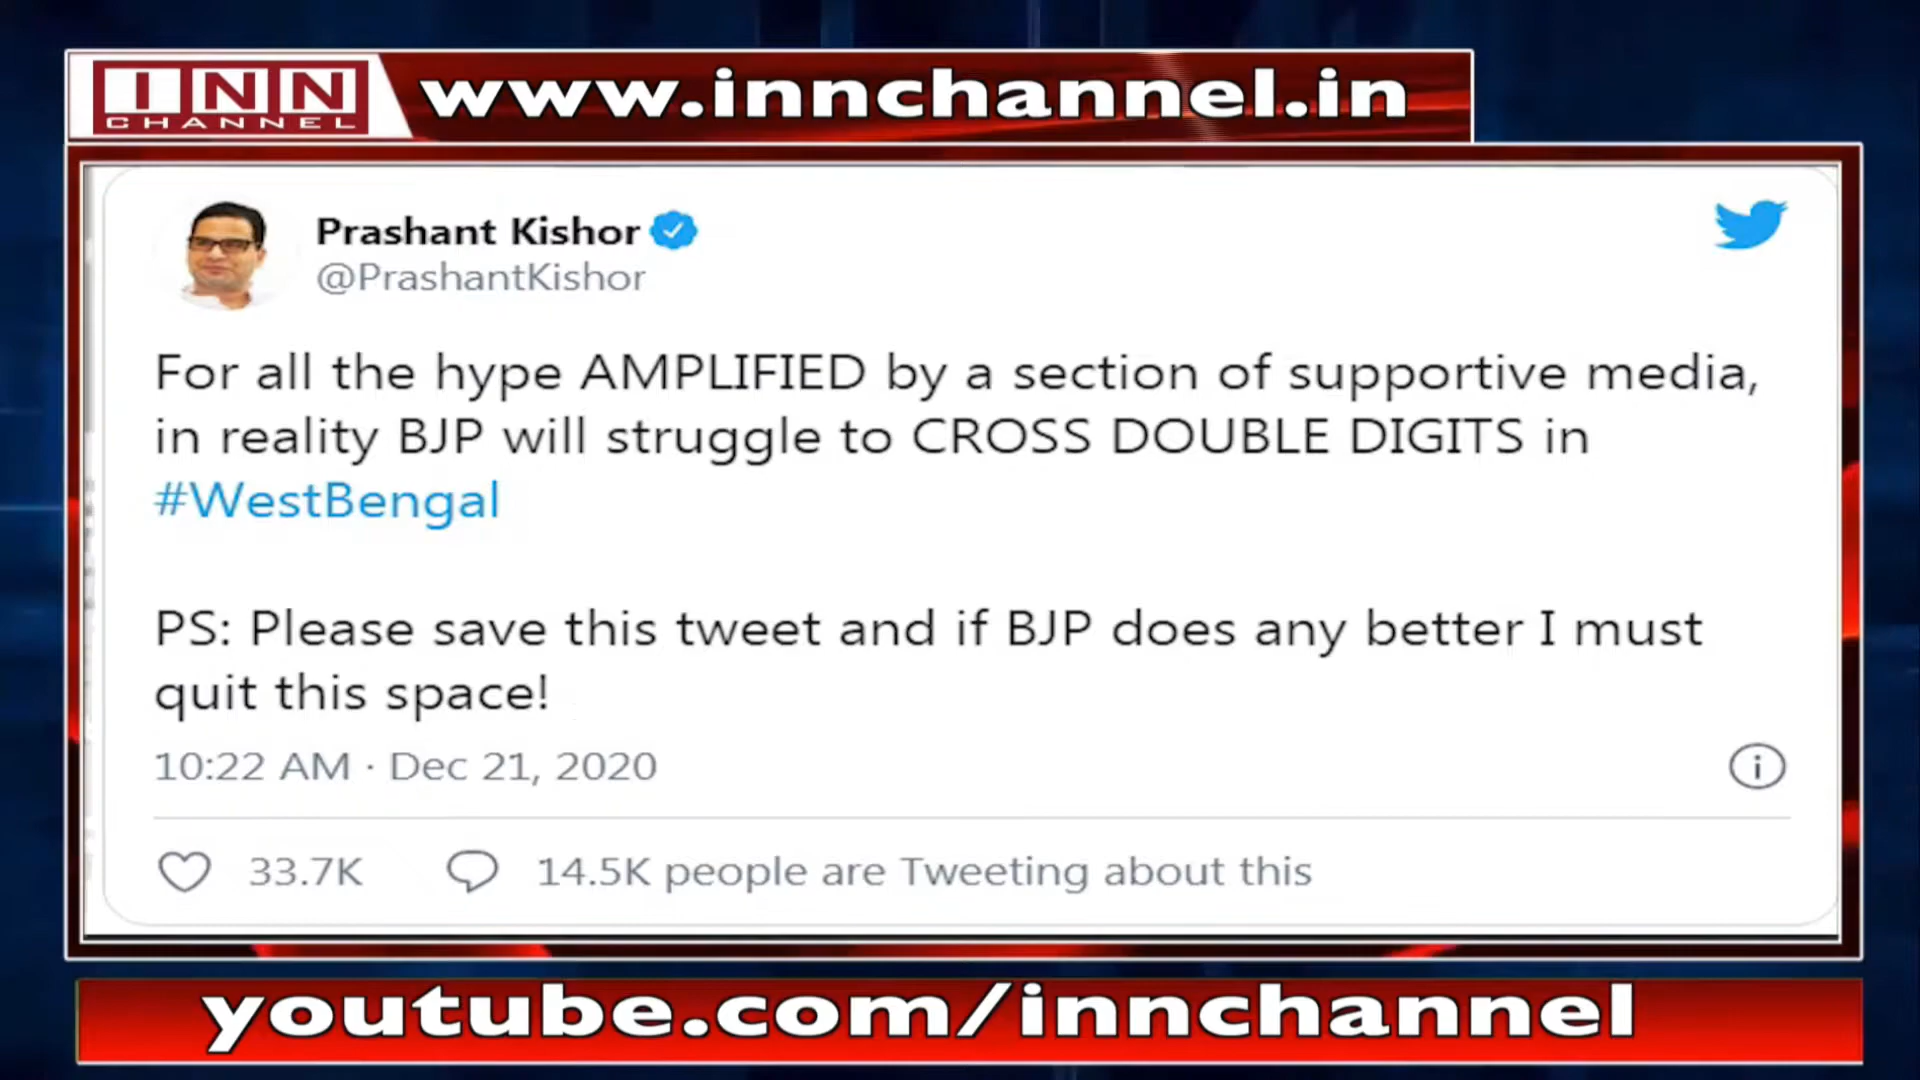 INN
CHANNEL
www.innchannel.in
Prashant Kishor
@PrashantKishor
For all the hype AMPLIFIED by a section of supportive media,
in reality BJP will struggle to CROSS DOUBLE DIGITS in
#WestBengal
PS: Please save this tweet and if BJP does any better I must
quit this space!
10:22 AM · Dec 21, 2020
33.7K 14.5K people are Tweeting about this
youtube.com/innchannel